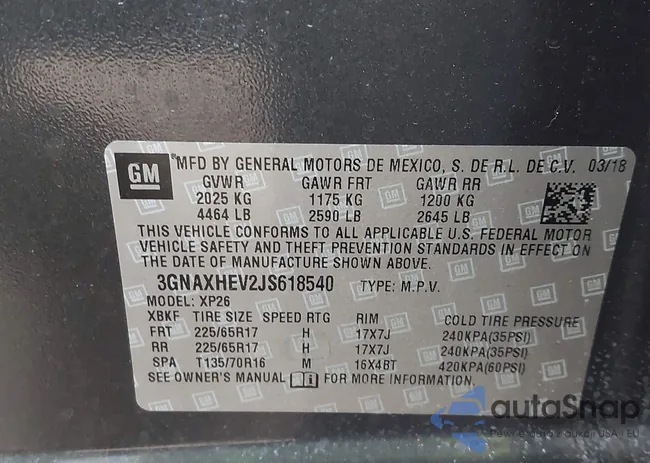 GM
MFD BY GENERAL MOTORS DE MEXICO, S. DE R.L. DE C.V. 03/18
GVWR GAWR FRT GAWR RR
2025 KG 1175 KG 1200 KG
4464 LB 2590 LB 2645 LB
THIS VEHICLE CONFORMS TO ALL APPLICABLE U.S. FEDERAL MOTOR
VEHICLE SAFETY AND THEFT PREVENTION STANDARDS IN EFFECT ON
THE DATE OF MANUFACTURE SHOWN ABOVE.
3GNAXHEV2JS618540 TYPE: M.P.V.
MODEL: XP26
XBKF TIRE SIZE SPEED RTG RIM COLD TIRE PRESSURE
FRT 225/65R17 H 17X7J 240KPA(35PSI)
RR 225/65R17 H 17X7J 240KPA(35PSI)
SPA T135/70R16 M 16X4BT 420KPA(60PSI)
SEE OWNER'S MANUAL FOR MORE INFORMATION.
autoSnap